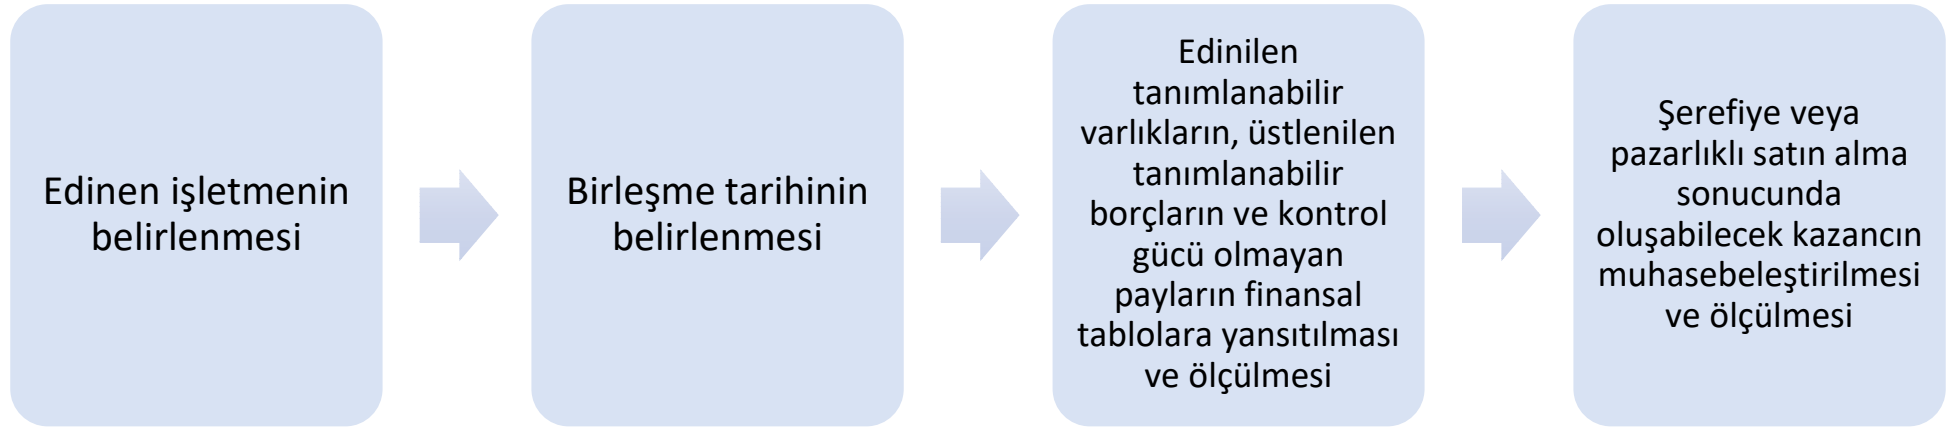 Edinen işletmenin
belirlenmesi
Birleşme tarihinin
belirlenmesi
Edinilen
tanımlanabilir
varlıkların, üstlenilen
tanımlanabilir
borçların ve kontrol
gücü olmayan
payların finansal
tablolara yansıtılması
ve ölçülmesi
Şerefiye veya
pazarlıklı satın alma
sonucunda
oluşabilecek kazancın
muhasebeleştirilmesi
ve ölçülmesi